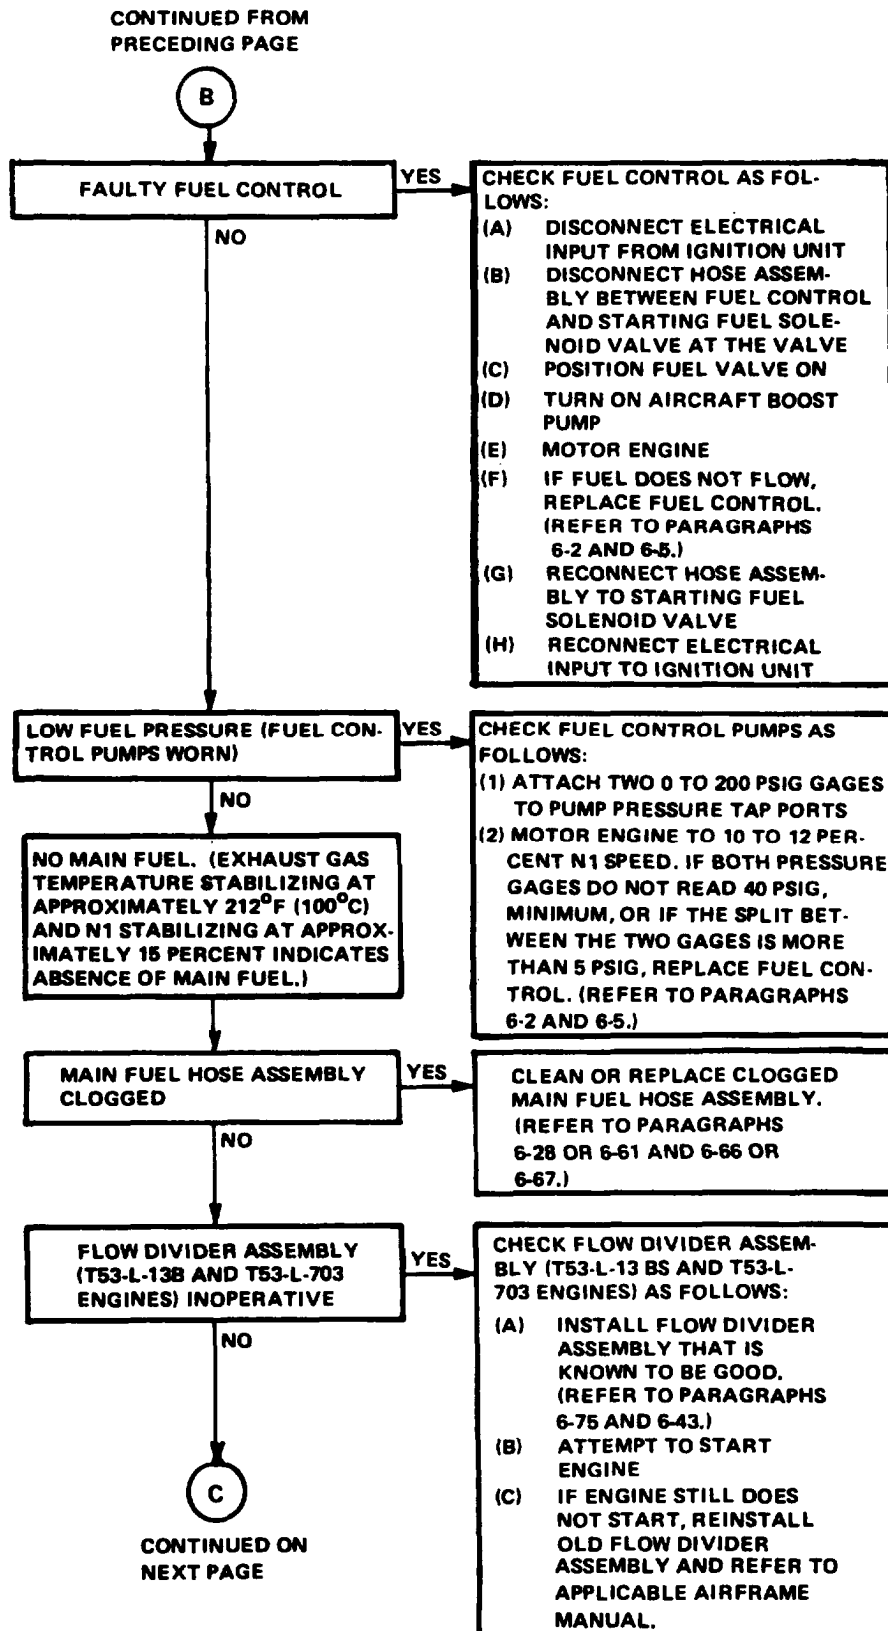 CONTINUED FROM
PRECEDING PAGE
B
FAULTY FUEL CONTROL
YES
NO
CHECK FUEL CONTROL AS FOL-
LOWS:
(A) DISCONNECT ELECTRICAL
INPUT FROM IGNITION UNIT
(B) DISCONNECT HOSE ASSEM-
BLY BETWEEN FUEL CONTROL
AND STARTING FUEL SOLE-
NOID VALVE AT THE VALVE
(C) POSITION FUEL VALVE ON
(D) TURN ON AIRCRAFT BOOST
PUMP
(E) MOTOR ENGINE
(F) IF FUEL DOES NOT FLOW,
REPLACE FUEL CONTROL.
(REFER TO PARAGRAPHS
6-2 AND 6-5.)
(G) RECONNECT HOSE ASSEM-
BLY TO STARTING FUEL
SOLENOID VALVE
(H) RECONNECT ELECTRICAL
INPUT TO IGNITION UNIT
LOW FUEL PRESSURE (FUEL CON-
TROL PUMPS WORN)
YES
NO
CHECK FUEL CONTROL PUMPS AS
FOLLOWS:
(1) ATTACH TWO 0 TO 200 PSIG GAGES
TO PUMP PRESSURE TAP PORTS
(2) MOTOR ENGINE TO 10 TO 12 PER-
CENT N1 SPEED. IF BOTH PRESSURE
GAGES DO NOT READ 40 PSIG,
MINIMUM, OR IF THE SPLIT BET-
WEEN THE TWO GAGES IS MORE
THAN 5 PSIG, REPLACE FUEL CON-
TROL. (REFER TO PARAGRAPHS
6-2 AND 6-5.)
NO MAIN FUEL. (EXHAUST GAS
TEMPERATURE STABILIZING AT
APPROXIMATELY 212°F (100°C)
AND N1 STABILIZING AT APPROX-
IMATELY 15 PERCENT INDICATES
ABSENCE OF MAIN FUEL.)
MAIN FUEL HOSE ASSEMBLY
CLOGGED
YES
NO
CLEAN OR REPLACE CLOGGED
MAIN FUEL HOSE ASSEMBLY.
(REFER TO PARAGRAPHS
6-28 OR 6-61 AND 6-66 OR
6-67.)
FLOW DIVIDER ASSEMBLY
(T53-L-13B AND T53-L-703
ENGINES) INOPERATIVE
YES
NO
CHECK FLOW DIVIDER ASSEM-
BLY (T53-L-13 BS AND T53-L-
703 ENGINES) AS FOLLOWS:
(A) INSTALL FLOW DIVIDER
ASSEMBLY THAT IS
KNOWN TO BE GOOD.
(REFER TO PARAGRAPHS
6-75 AND 6-43.)
(B) ATTEMPT TO START
ENGINE
(C) IF ENGINE STILL DOES
NOT START, REINSTALL
OLD FLOW DIVIDER
ASSEMBLY AND REFER TO
APPLICABLE AIRFRAME
MANUAL.
C
CONTINUED ON
NEXT PAGE